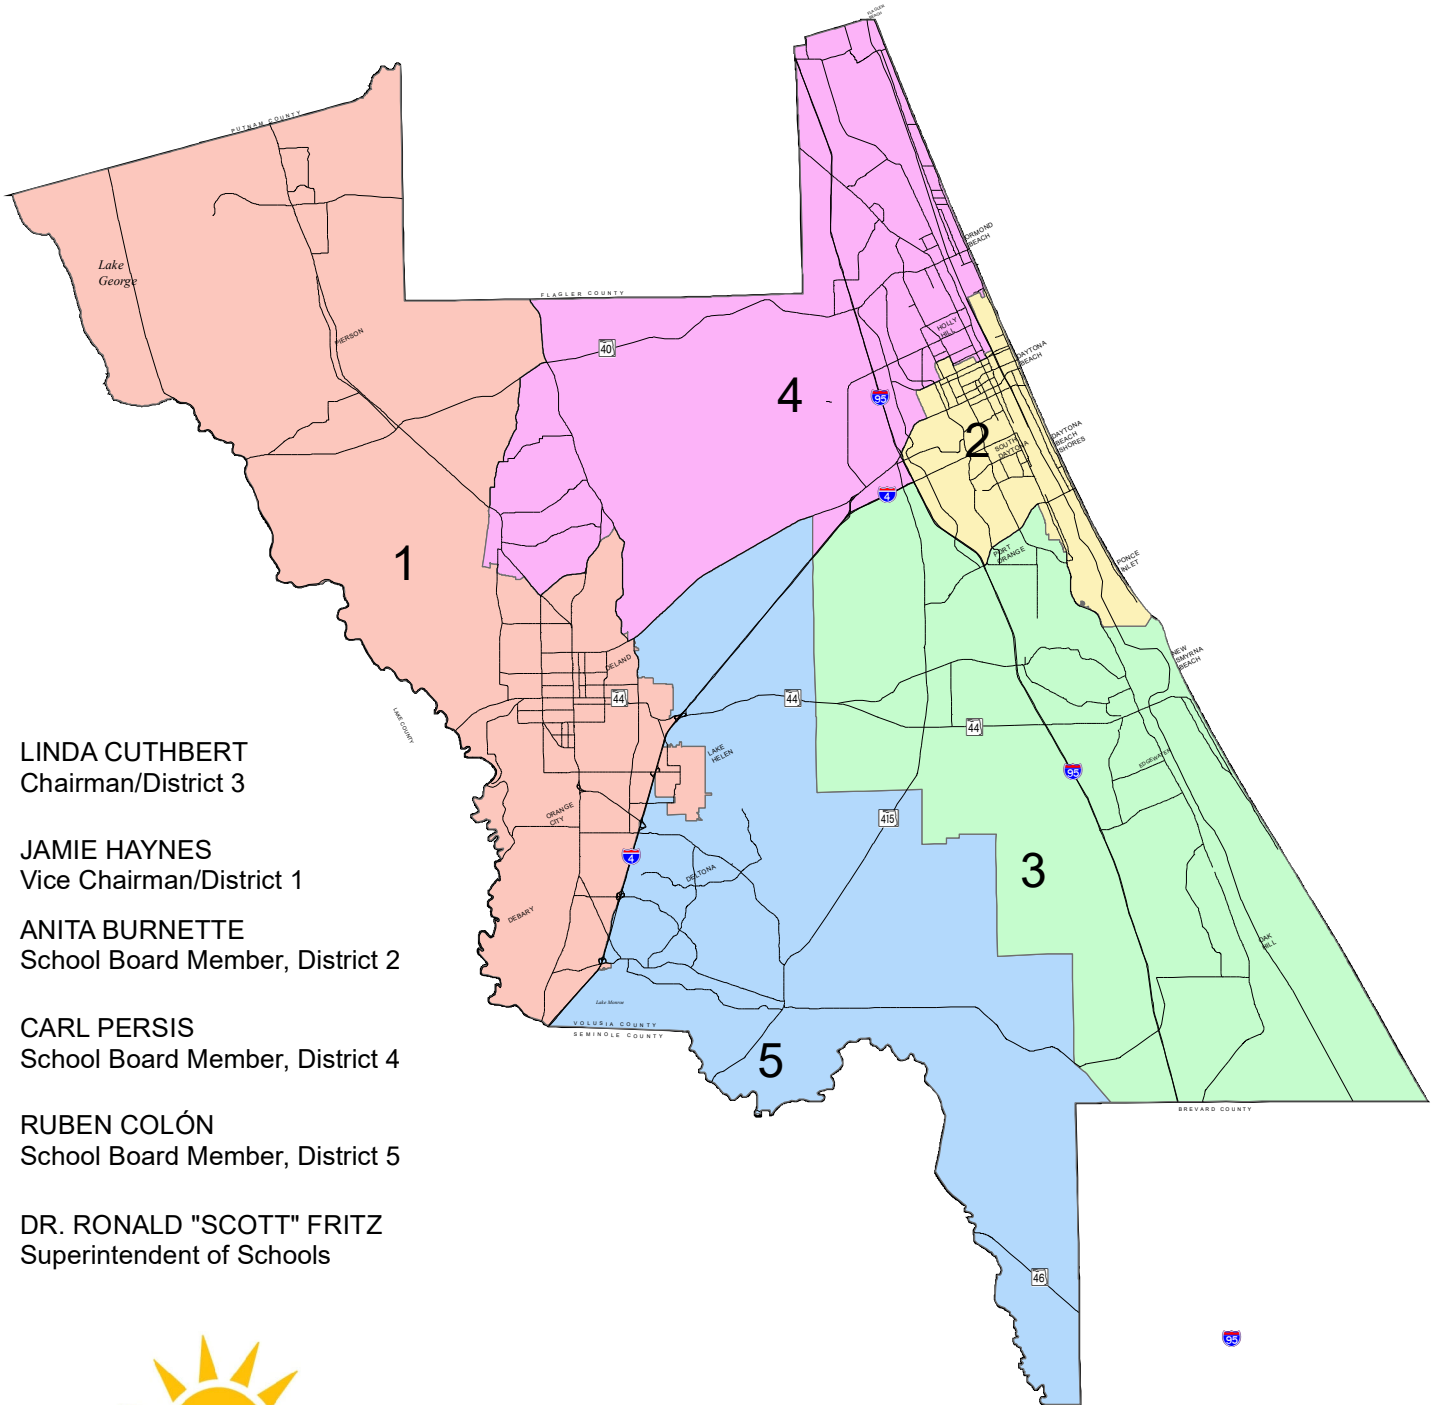 FLAGLER
BEACH
PUTNAM COUNTY
Lake
George
ORMOND
BEACH
FLAGLER COUNTY
PIERSON
40
HOLLY
HILL
DAYTONA
BEACH
4
95
2
SOUTH
DAYTONA
DAYTONA
BEACH
SHORES
4
1
PORT
ORANGE
PONCE
INLET
NEW
SMYRNA
BEACH
DELAND
44
44
44
LAKE COUNTY
LAKE
HELEN
EDGEWATER
95
LINDA CUTHBERT
Chairman/District 3
ORANGE
CITY
415
JAMIE HAYNES
Vice Chairman/District 1
4
DELTONA
3
DEBARY
ANITA BURNETTE
School Board Member, District 2
OAK
HILL
Lake Monroe
VOLUSIA COUNTY
SEMINOLE COUNTY
CARL PERSIS
School Board Member, District 4
5
BREVARD COUNTY
RUBEN COLÓN
School Board Member, District 5
DR. RONALD "SCOTT" FRITZ
Superintendent of Schools
46
95